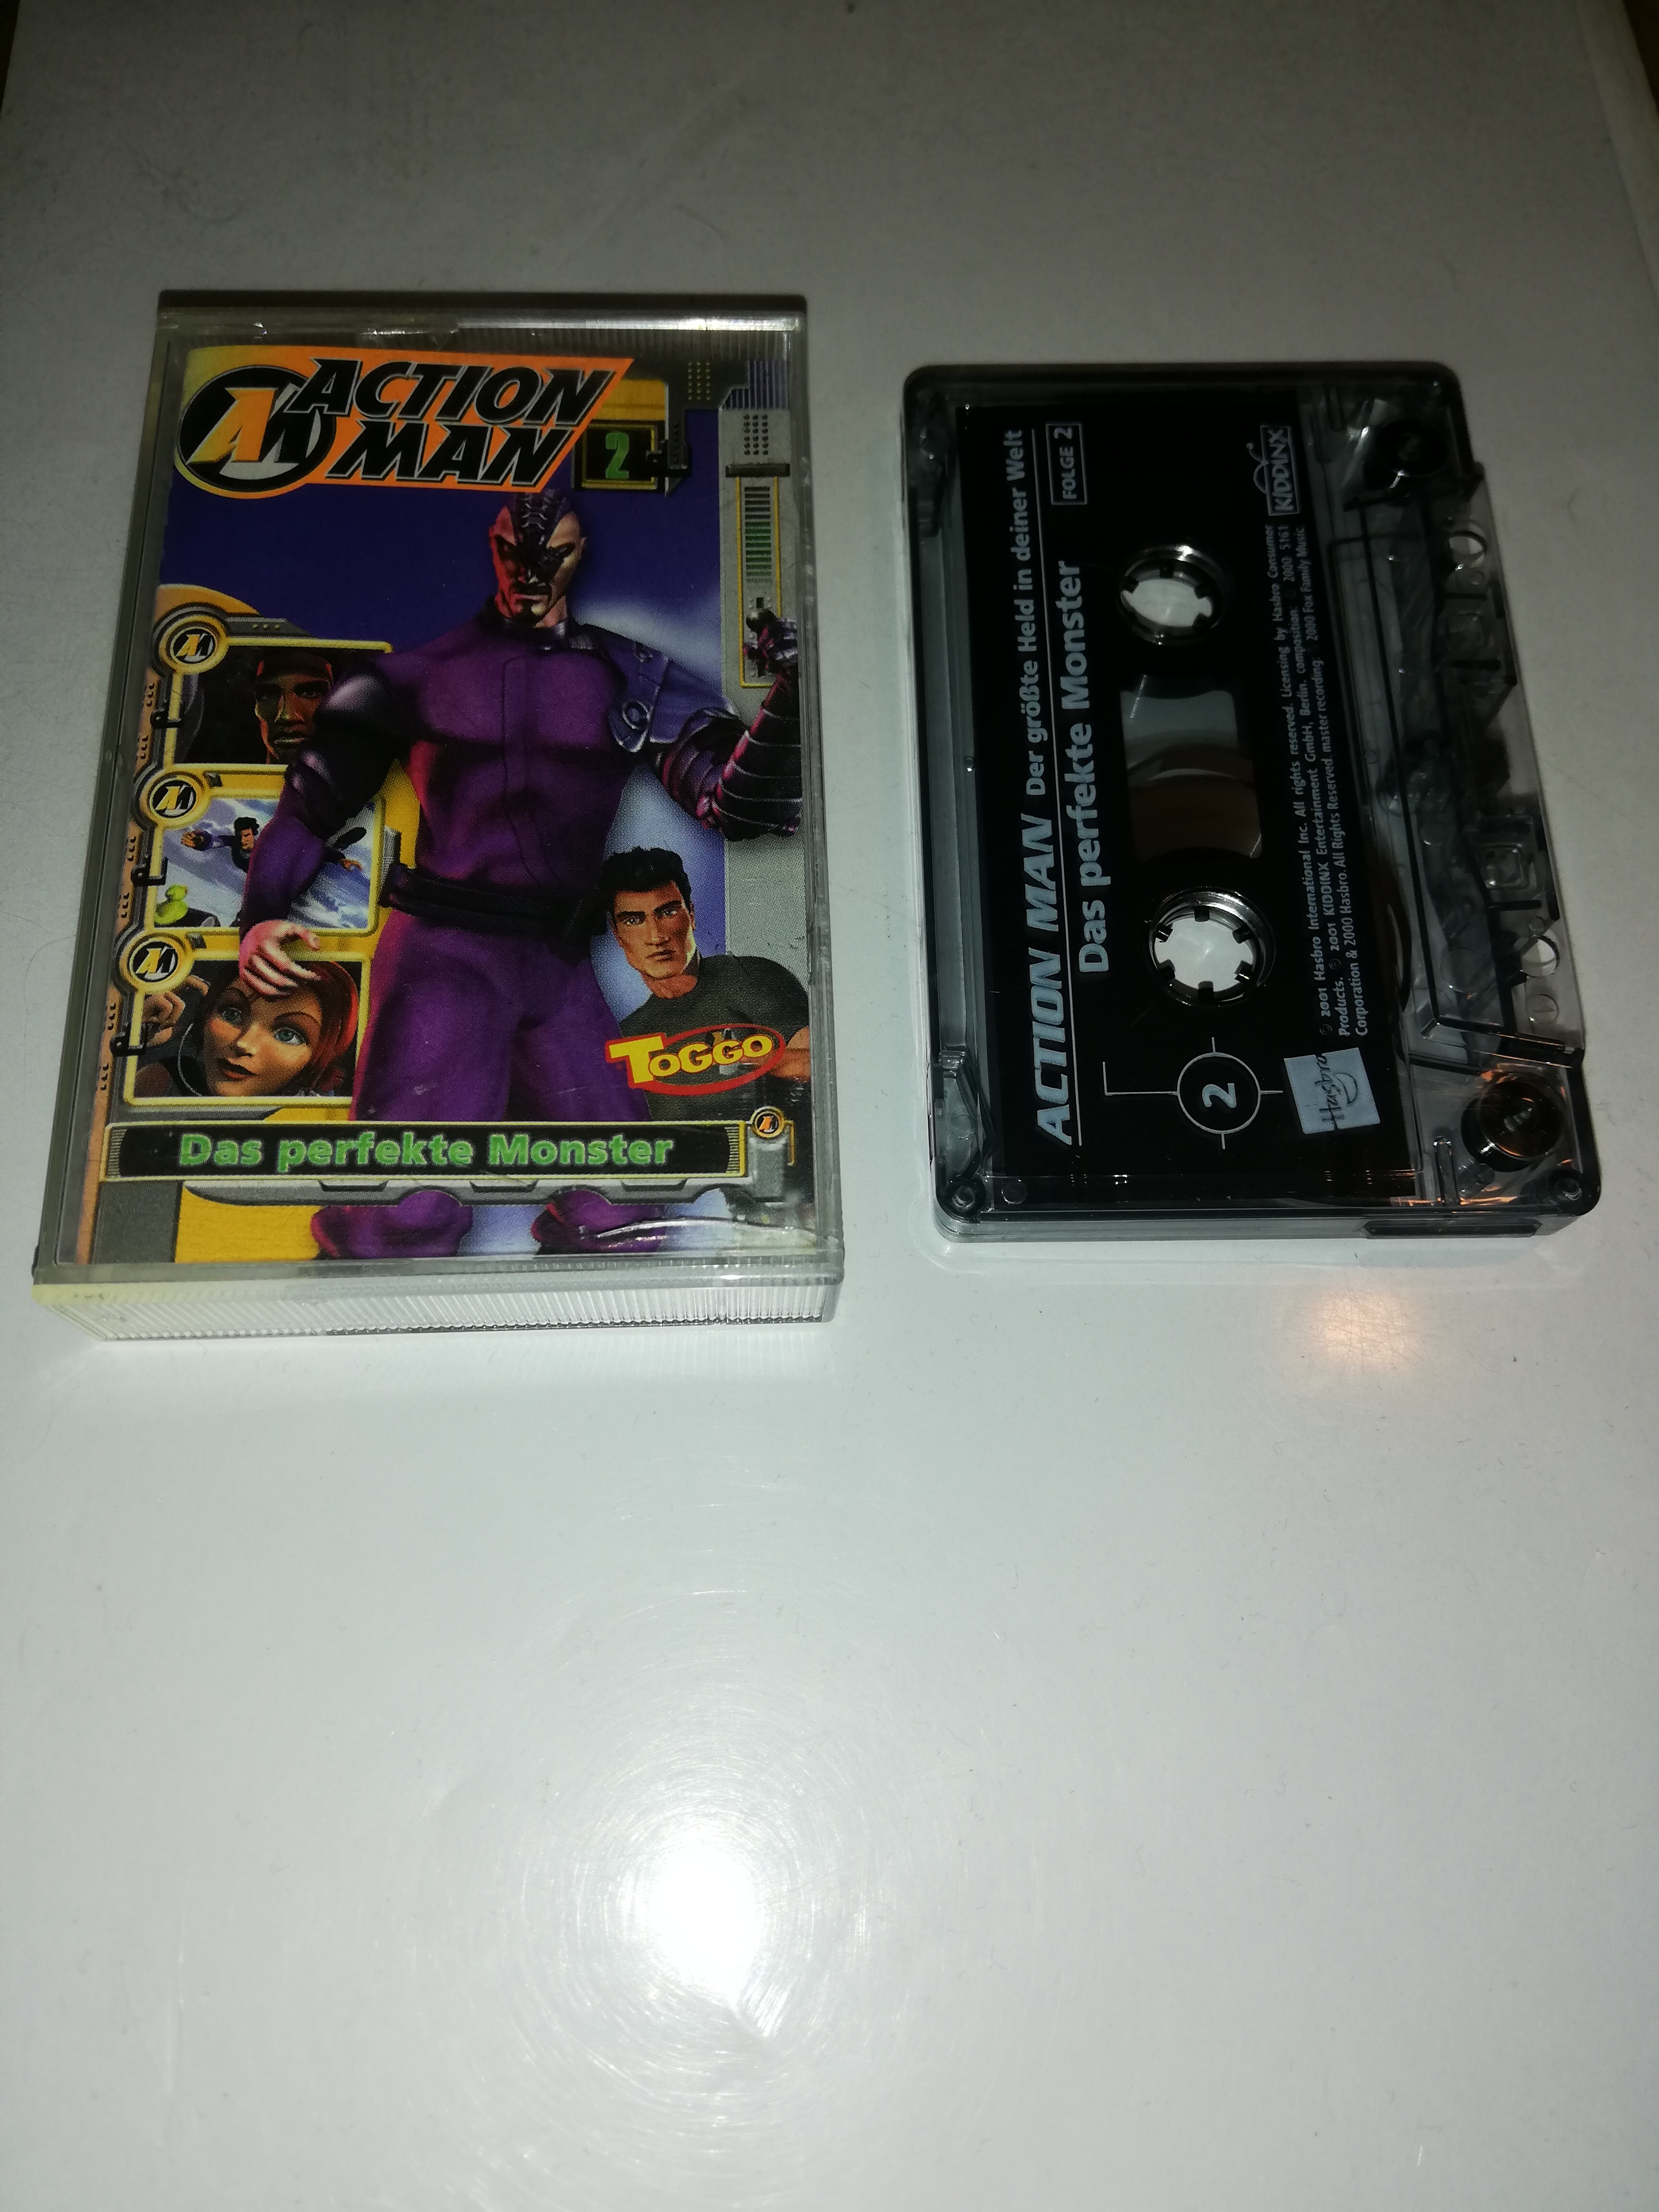 ACTION
MAN
2
TOGGO
Das perfekte Monster
ACTION MAN Der größte Held in deiner Welt
Das perfekte Monster
FOLGE 2
2
Hasbro
℗ 2001 Hasbro International Inc. All rights reserved. Licensing by Hasbro Consumer
Products. © 2001 KIDDINX Entertainment GmbH, Berlin. composition: 2000 5161
Corporation & 2000 Hasbro. All Rights Reserved. master recording: 2000 Fox Family Music
KIDDINX